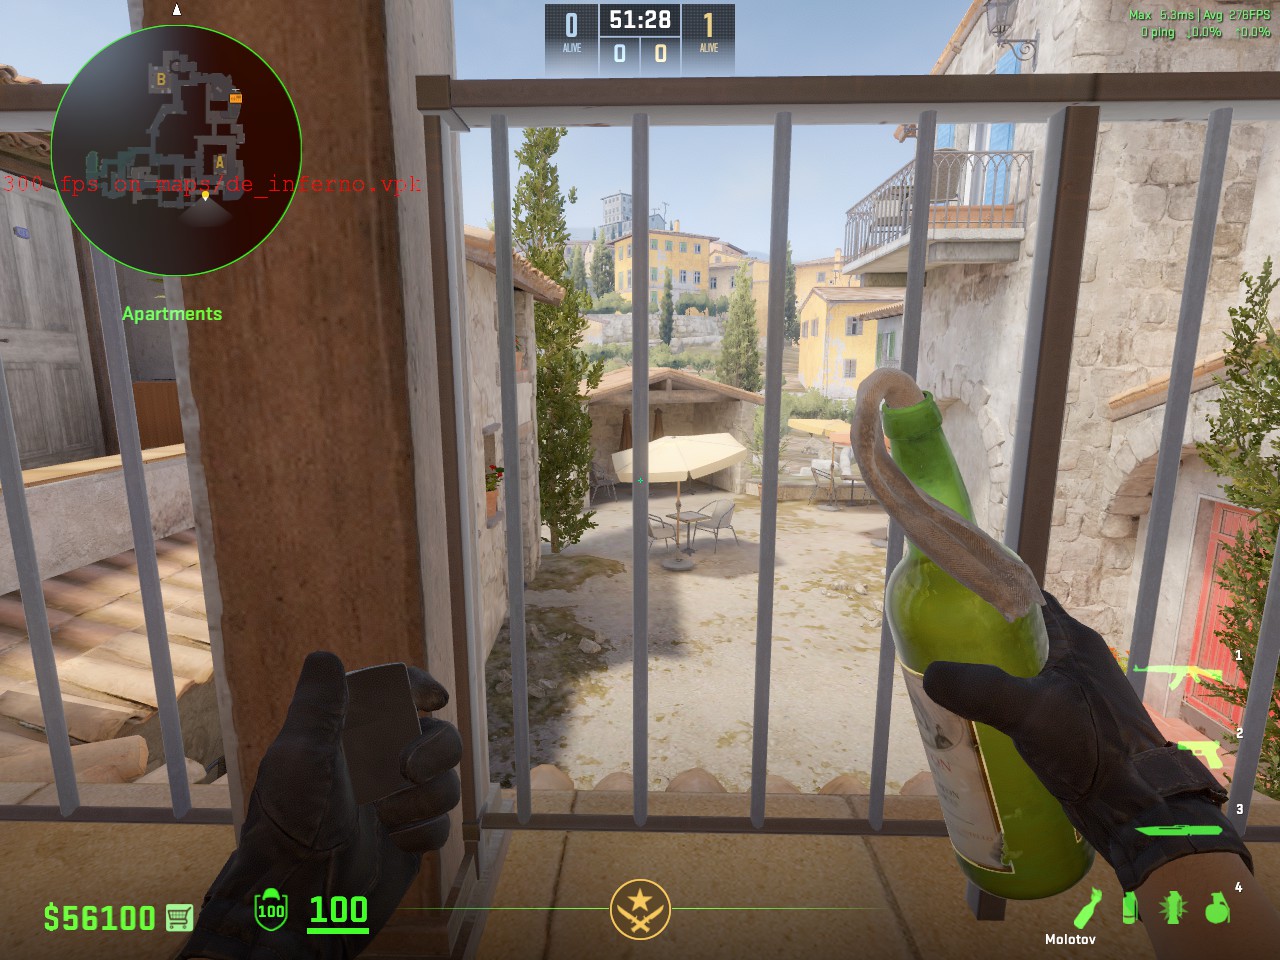 0 ALIVE 51:28 1 ALIVE
0 0
Max 5.3ms | Avg 276FPS
0 ping 0.0% 0.0%
B
A
300 fps on maps/de_inferno.vpk
Apartments
1
2
3
4
$56100
100
100
Molotov